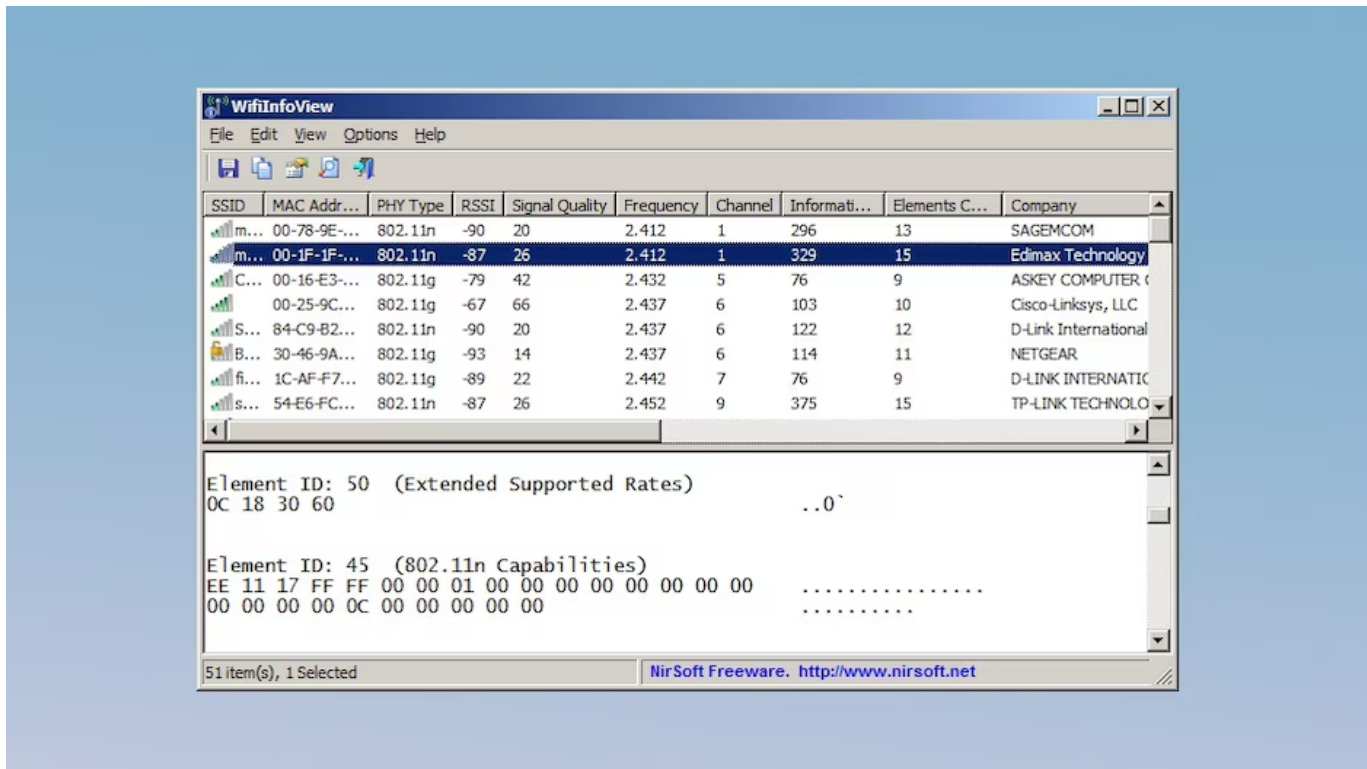 WifiInfoView
File Edit View Options Help
SSID MAC Addr... PHY Type RSSI Signal Quality Frequency Channel Informati... Elements C... Company
m... 00-78-9E-... 802.11n -90 20 2.412 1 296 13 SAGEMCOM
m... 00-1F-1F-... 802.11n -87 26 2.412 1 329 15 Edimax Technology
C... 00-16-E3-... 802.11g -79 42 2.432 5 76 9 ASKEY COMPUTER
00-25-9C... 802.11g -67 66 2.437 6 103 10 Cisco-Linksys, LLC
S... 84-C9-B2... 802.11n -90 20 2.437 6 122 12 D-Link International
B... 30-46-9A... 802.11g -93 14 2.437 6 114 11 NETGEAR
fi... 1C-AF-F7... 802.11g -89 22 2.442 7 76 9 D-LINK INTERNATIC
s... 54-E6-FC... 802.11n -87 26 2.452 9 375 15 TP-LINK TECHNOLO
Element ID: 50 (Extended Supported Rates)
0C 18 30 60 ..0`
Element ID: 45 (802.11n Capabilities)
EE 11 17 FF FF 00 00 01 00 00 00 00 00 00 00 00 ................
00 00 00 00 0C 00 00 00 00 00 ..........
51 item(s), 1 Selected NirSoft Freeware. http://www.nirsoft.net